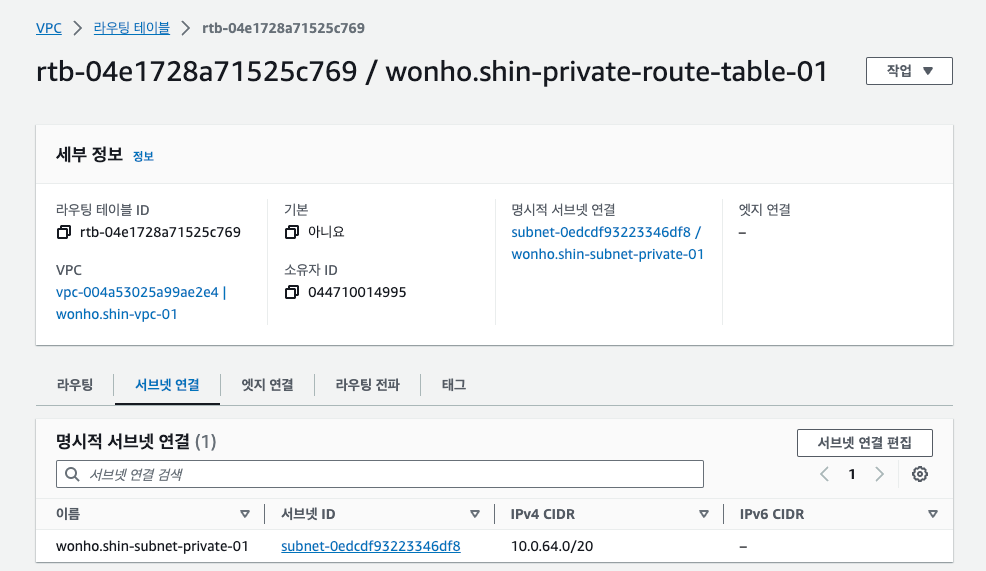 VPC > 라우팅 테이블 > rtb-04e1728a71525c769
rtb-04e1728a71525c769 / wonho.shin-private-route-table-01
작업 ▼
세부 정보 정보
라우팅 테이블 ID
rtb-04e1728a71525c769
VPC
vpc-004a53025a99ae2e4 |
wonho.shin-vpc-01
기본
아니요
소유자 ID
044710014995
명시적 서브넷 연결
subnet-0edcdf93223346df8 /
wonho.shin-subnet-private-01
엣지 연결
–
라우팅 서브넷 연결 엣지 연결 라우팅 전파 태그
명시적 서브넷 연결 (1)
서브넷 연결 편집
서브넷 연결 검색
1
이름 서브넷 ID IPv4 CIDR IPv6 CIDR
wonho.shin-subnet-private-01 subnet-0edcdf93223346df8 10.0.64.0/20 –